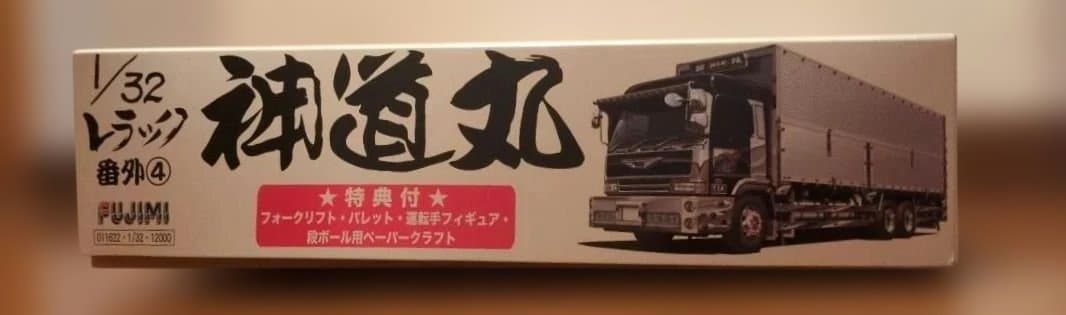 1/32
トラック
番外④
FUJIMI
011622・1/32・12000
神道丸
★特典付★
フォークリフト・パレット・運転手フィギュア・
段ボール用ペーパークラフト